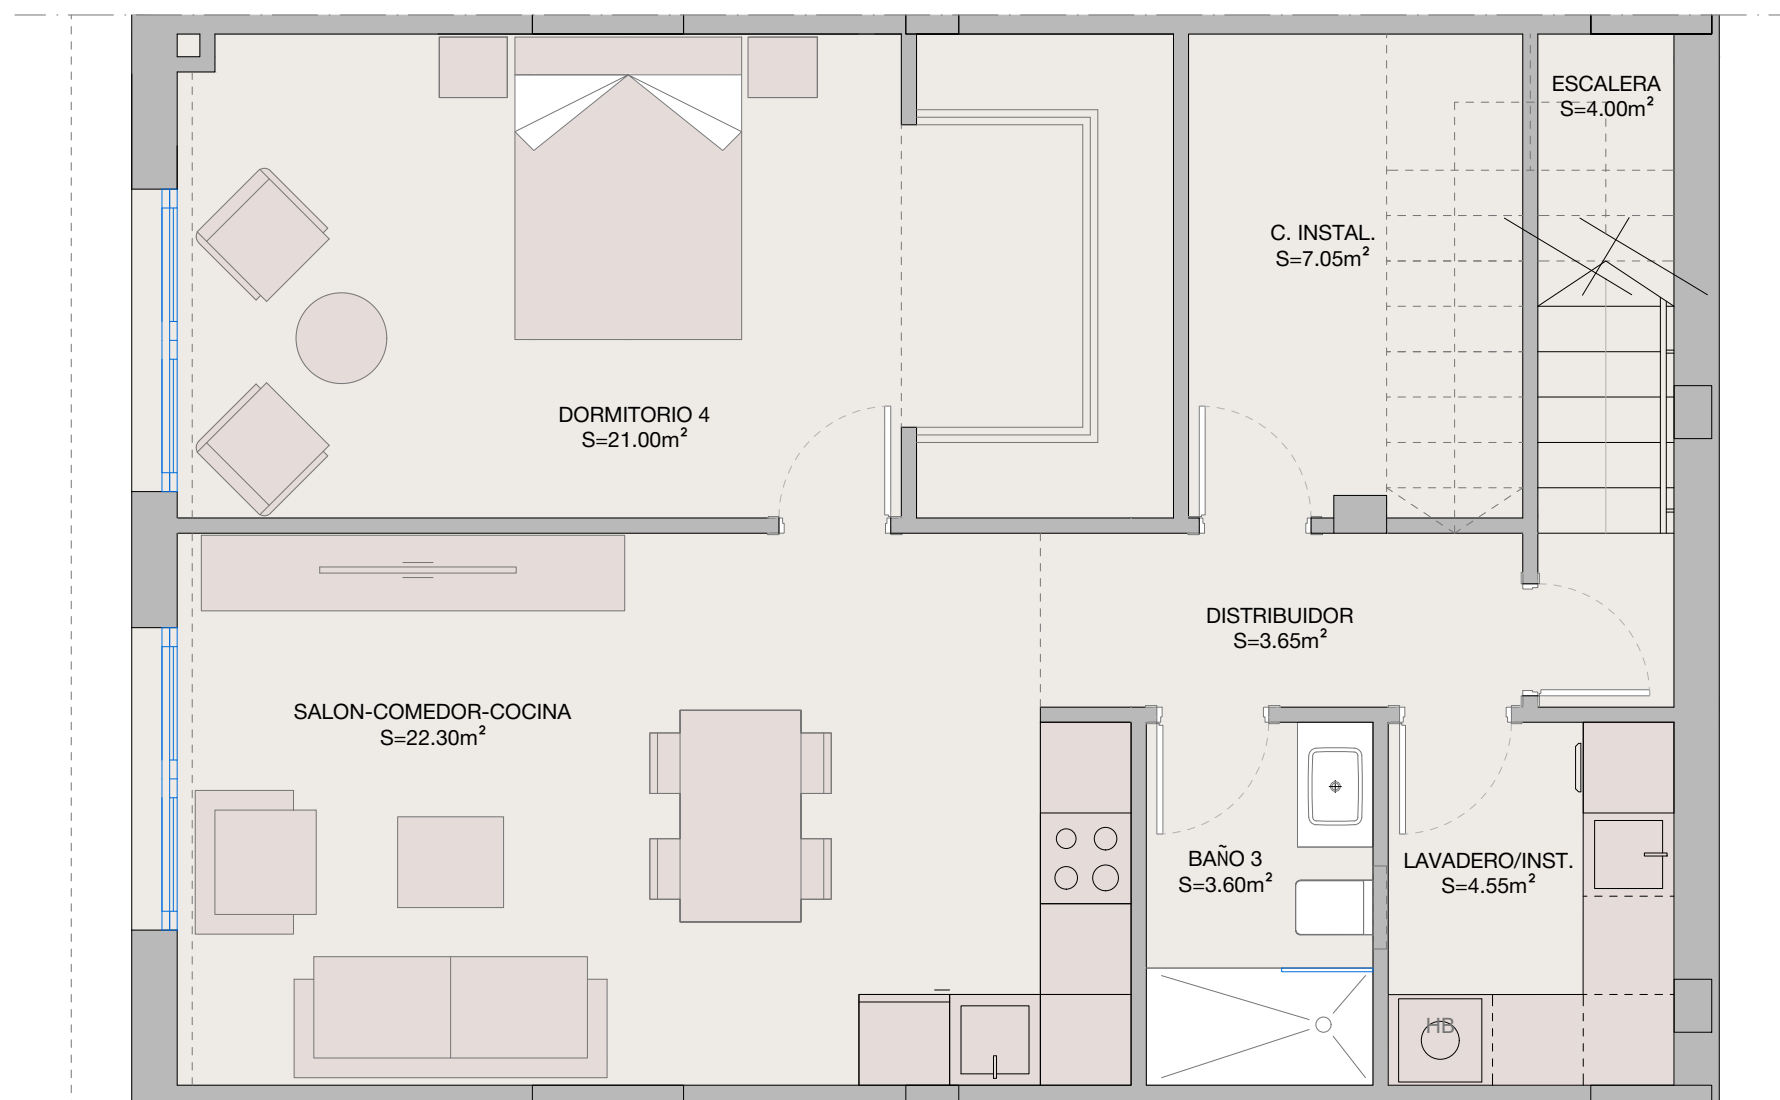 ESCALERA
S=4.00m²
C. INSTAL.
S=7.05m²
DORMITORIO 4
S=21.00m²
DISTRIBUIDOR
S=3.65m²
SALON-COMEDOR-COCINA
S=22.30m²
BAÑO 3
S=3.60m²
LAVADERO/INST.
S=4.55m²
HB